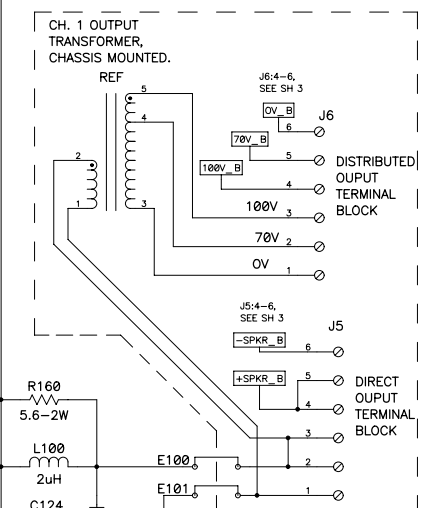 CH. 1 OUTPUT
TRANSFORMER,
CHASSIS MOUNTED.
REF
5
4
3
2
1
J6:4-6,
SEE SH 3
J6
0V_B
6
70V_B
5
100V_B
4
DISTRIBUTED
OUPUT
TERMINAL
BLOCK
100V
3
70V
2
0V
1
J5:4-6,
SEE SH 3
J5
-SPKR_B
6
+SPKR_B
5
4
DIRECT
OUPUT
TERMINAL
BLOCK
3
2
1
R160
5.6-2W
L100
2uH
E100
E101
C124